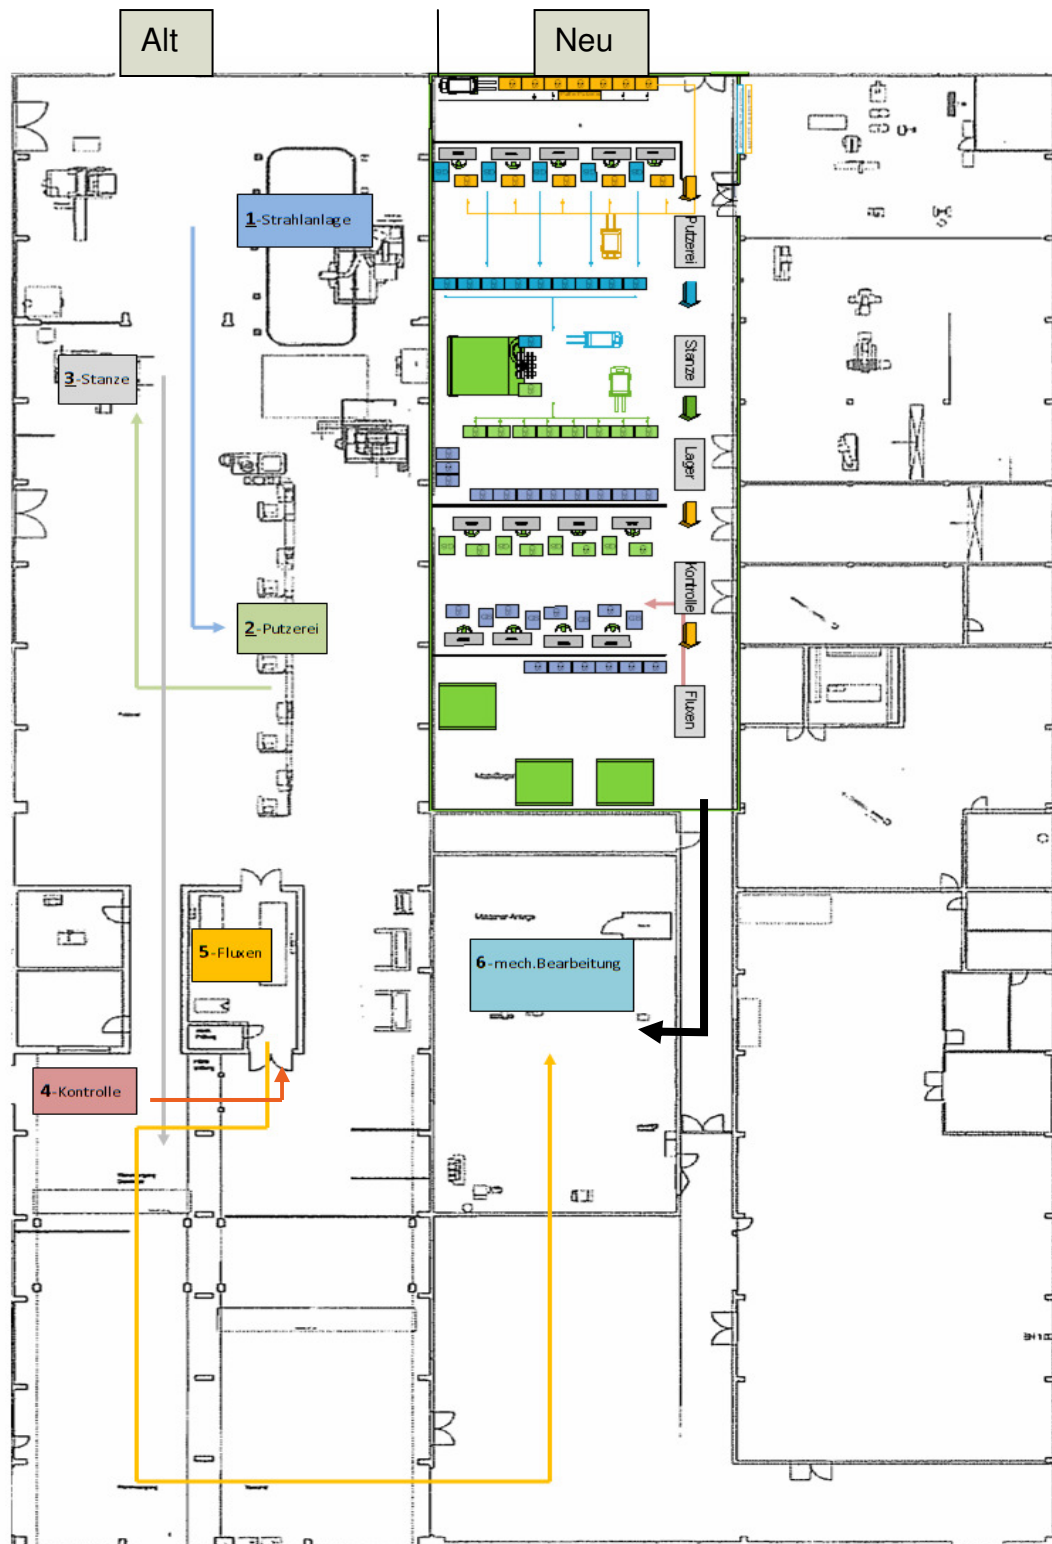 Alt
Neu
1-Strahlanlage
3-Stanze
2-Putzerei
5-Fluxen
4-Kontrolle
6-mech.Bearbeitung
Putzerei
Stanze
Lager
Kontrolle
Fluxen